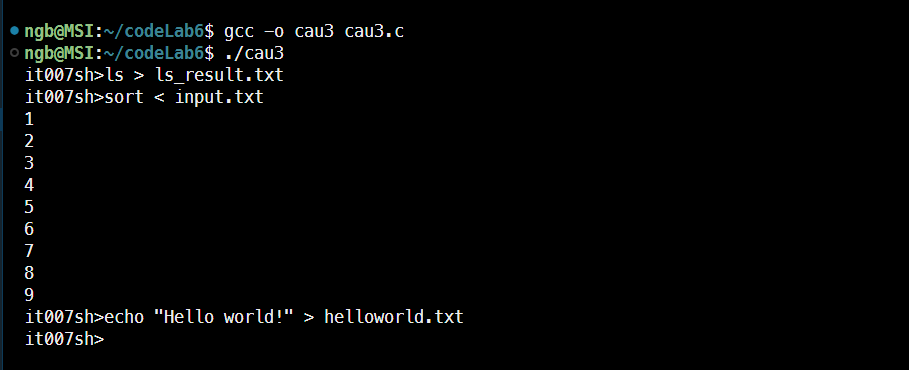 ngb@MSI:~/codeLab6$ gcc -o cau3 cau3.c
ngb@MSI:~/codeLab6$ ./cau3
it007sh>ls > ls_result.txt
it007sh>sort < input.txt
1
2
3
4
5
6
7
8
9
it007sh>echo "Hello world!" > helloworld.txt
it007sh>